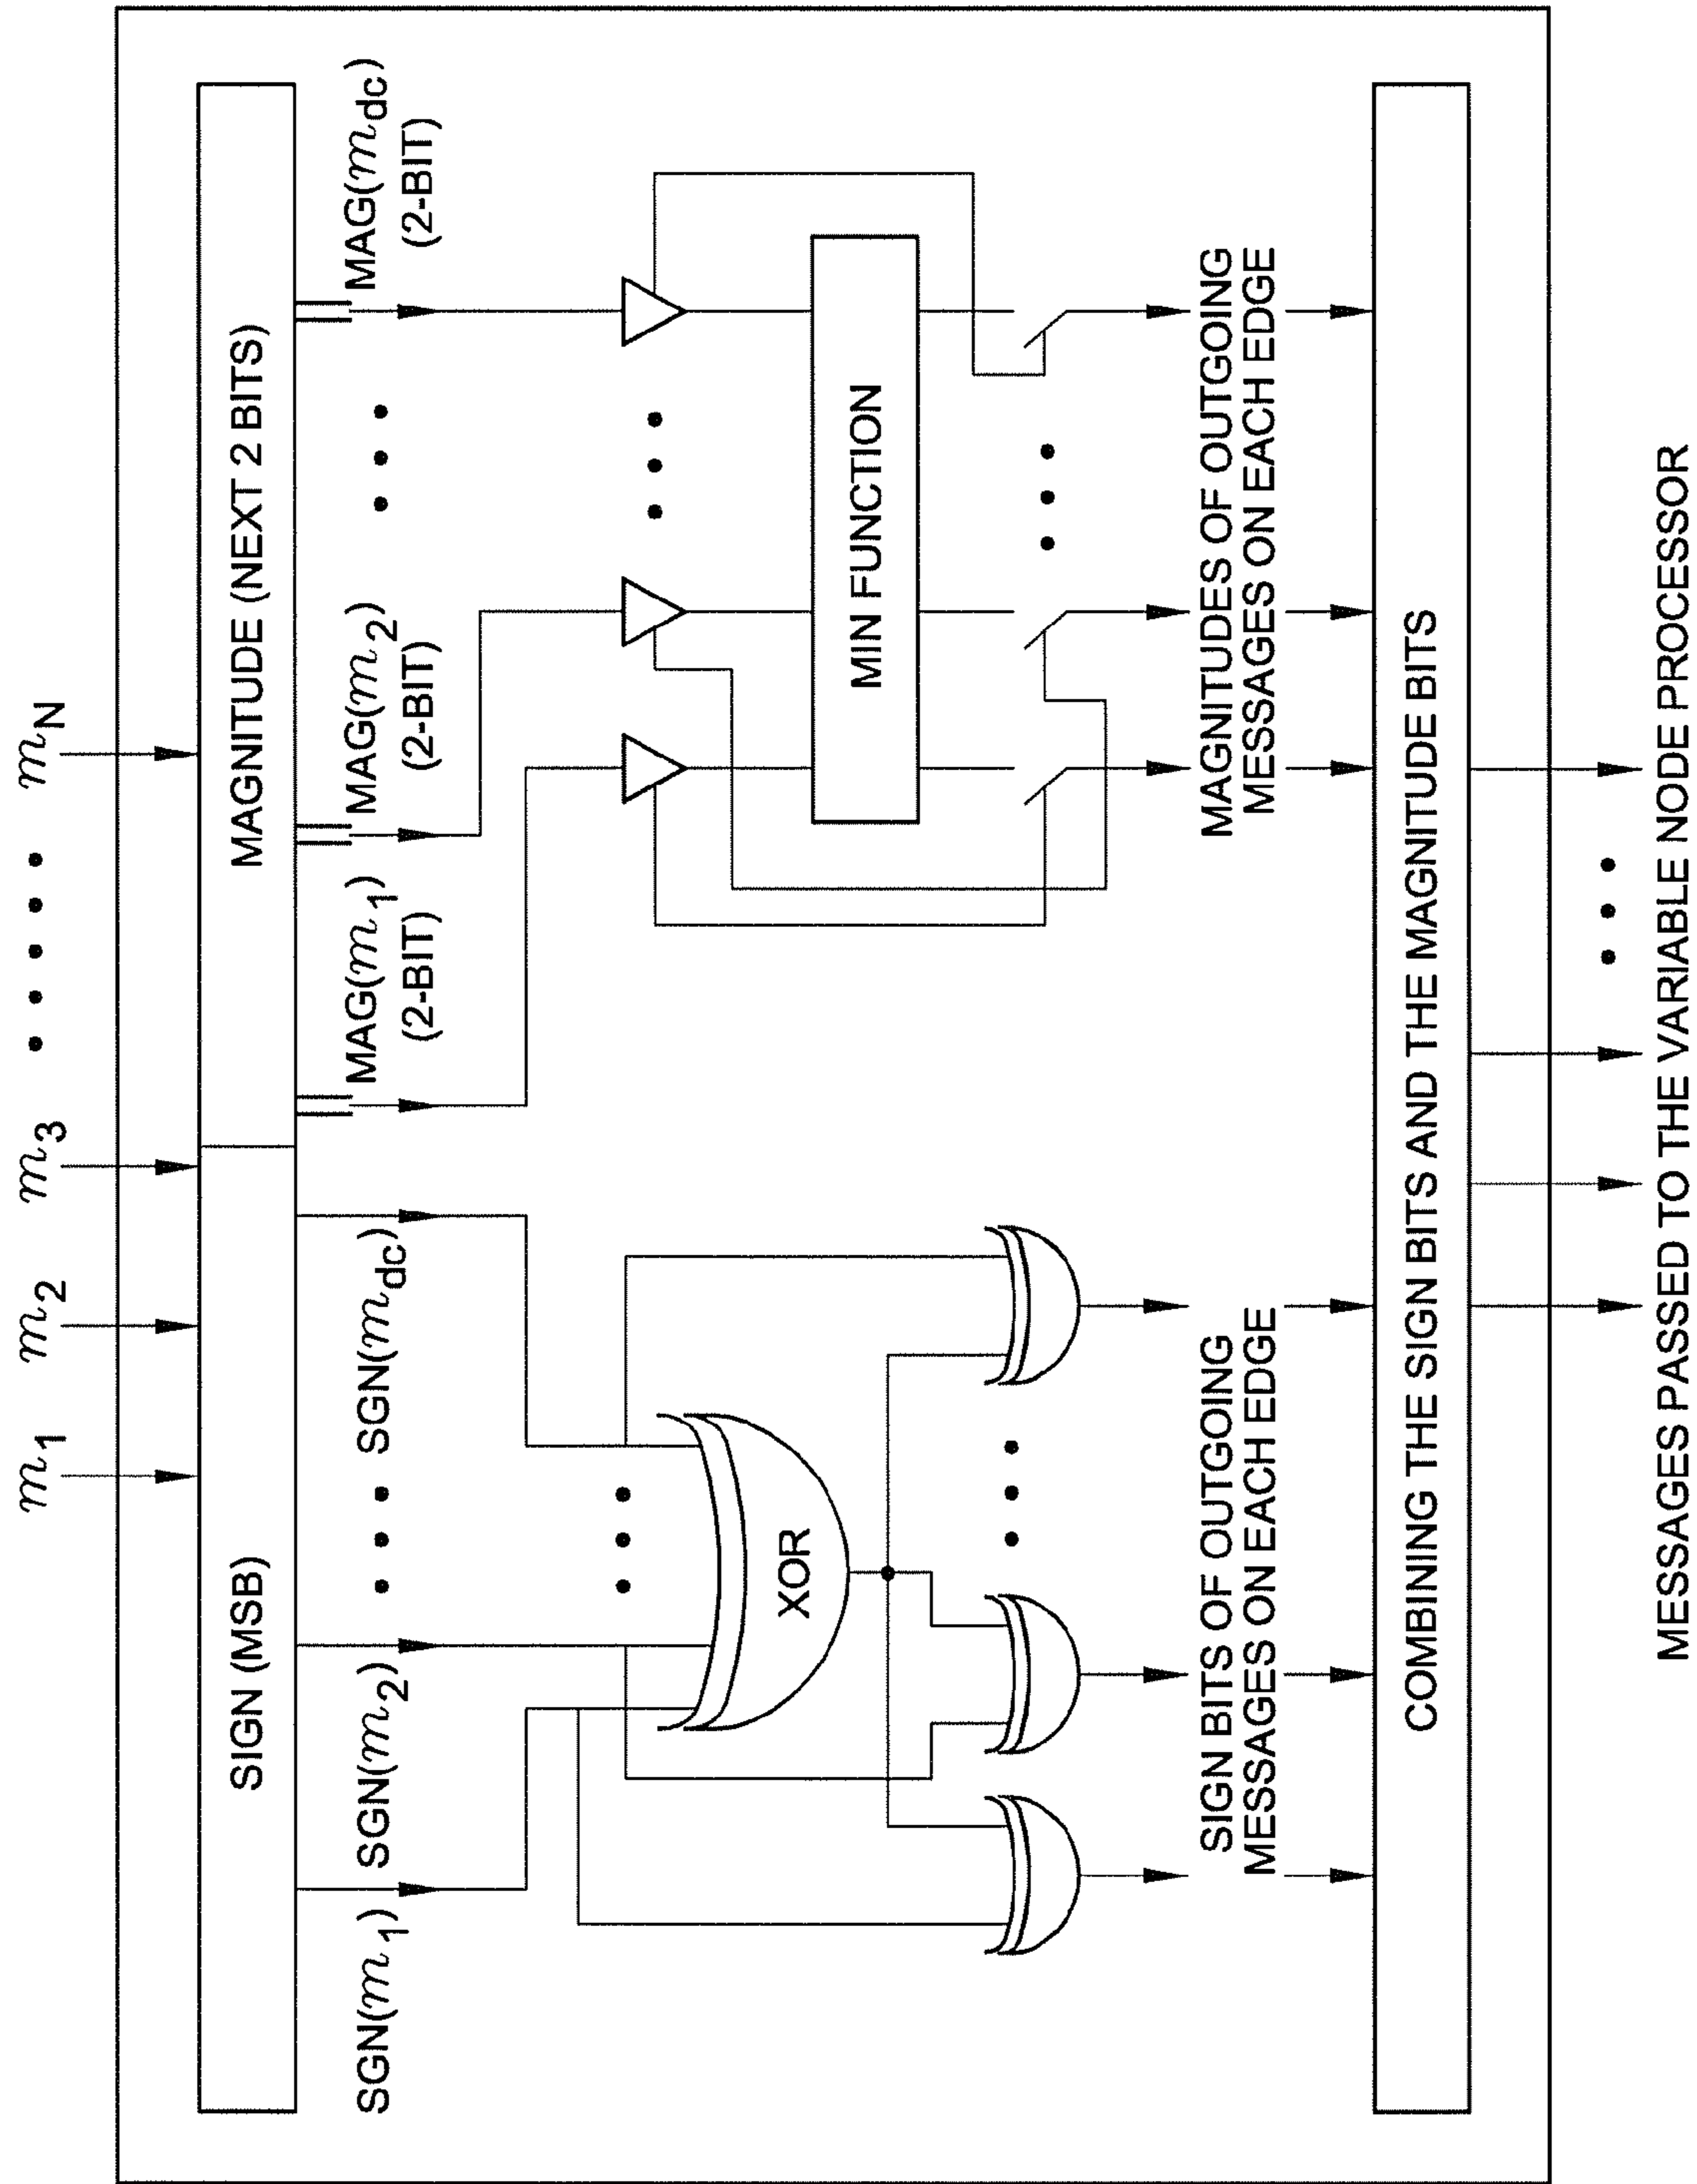 m1 m2 m3 mN
SIGN (MSB) MAGNITUDE (NEXT 2 BITS)
SGN(m1) SGN(m2) SGN(mdc)
MAG(m1)
(2-BIT)
MAG(m2)
(2-BIT)
MAG(mdc)
(2-BIT)
XOR
MIN FUNCTION
SIGN BITS OF OUTGOING
MESSAGES ON EACH EDGE
MAGNITUDES OF OUTGOING
MESSAGES ON EACH EDGE
COMBINING THE SIGN BITS AND THE MAGNITUDE BITS
MESSAGES PASSED TO THE VARIABLE NODE PROCESSOR